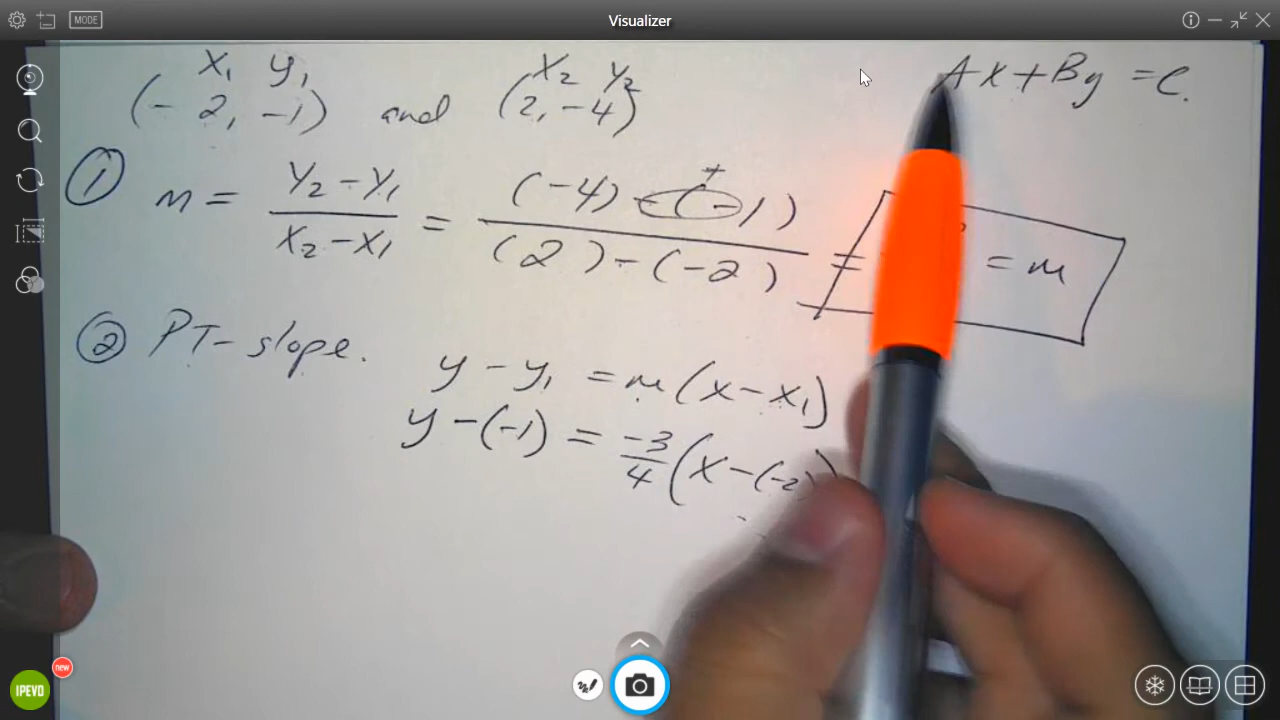 MODE
Visualizer
x₁ y₁ x₂ y₂
(-2, -1) and (2, -4)
Ax + By = C.
① m = (y₂ - y₁)/(x₂ - x₁) = ((-4) - (-1))/((2) - (-2)) = = m
+
② PT-slope.
y - y₁ = m(x - x₁)
y - (-1) = -3/4 (x - (-2)
IPEVO
new